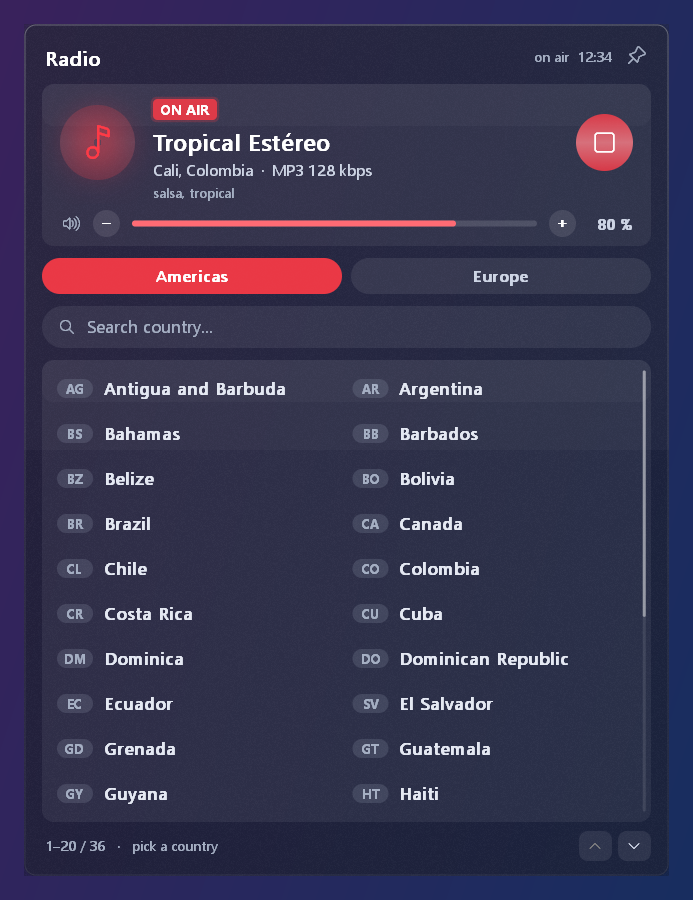 Radio
on air 12:34
ON AIR
Tropical Estéreo
Cali, Colombia · MP3 128 kbps
salsa, tropical
− + 80 %
Americas Europe
Search country...
AG Antigua and Barbuda AR Argentina
BS Bahamas BB Barbados
BZ Belize BO Bolivia
BR Brazil CA Canada
CL Chile CO Colombia
CR Costa Rica CU Cuba
DM Dominica DO Dominican Republic
EC Ecuador SV El Salvador
GD Grenada GT Guatemala
GY Guyana HT Haiti
1–20 / 36 · pick a country